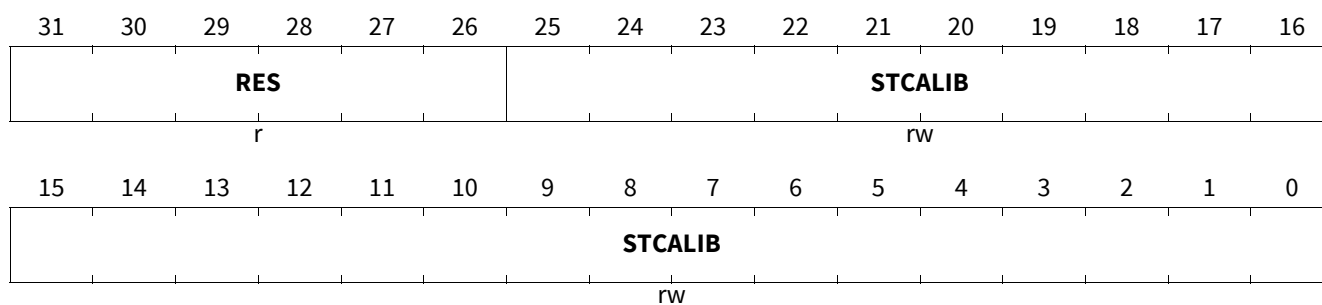 31 30 29 28 27 26 25 24 23 22 21 20 19 18 17 16
RES STCALIB
r rw
15 14 13 12 11 10 9 8 7 6 5 4 3 2 1 0
STCALIB
rw